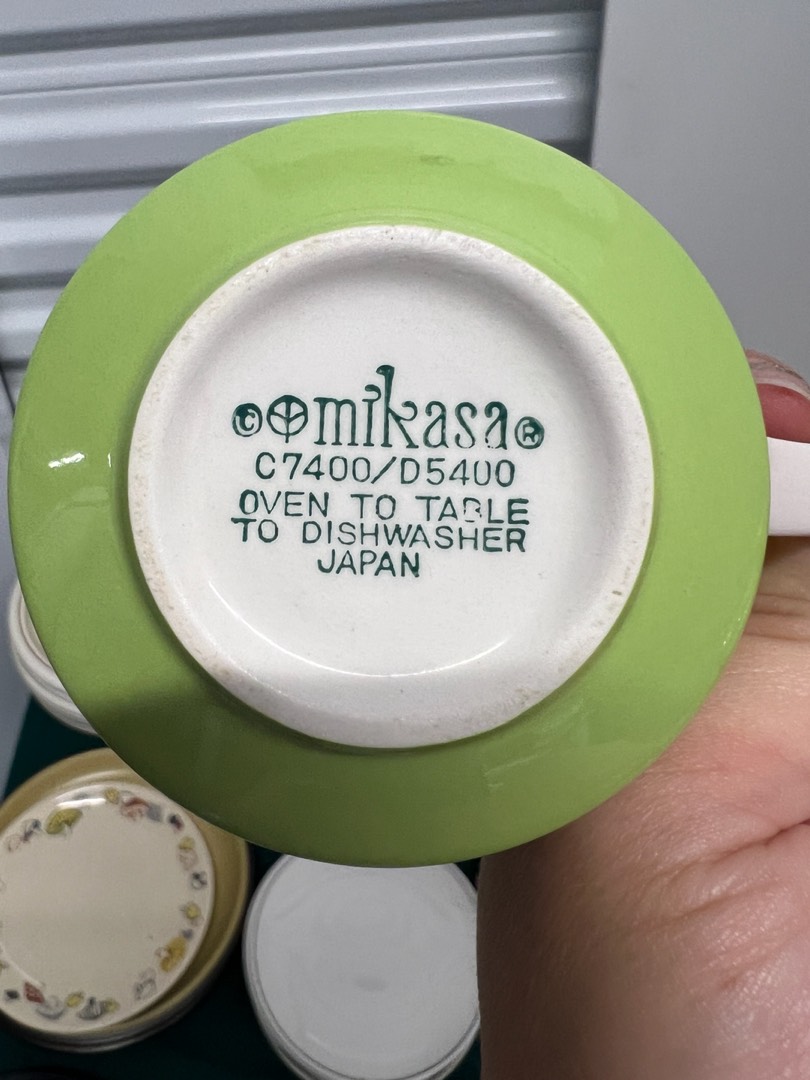 © mikasa ®
C7400/D5400
OVEN TO TABLE
TO DISHWASHER
JAPAN